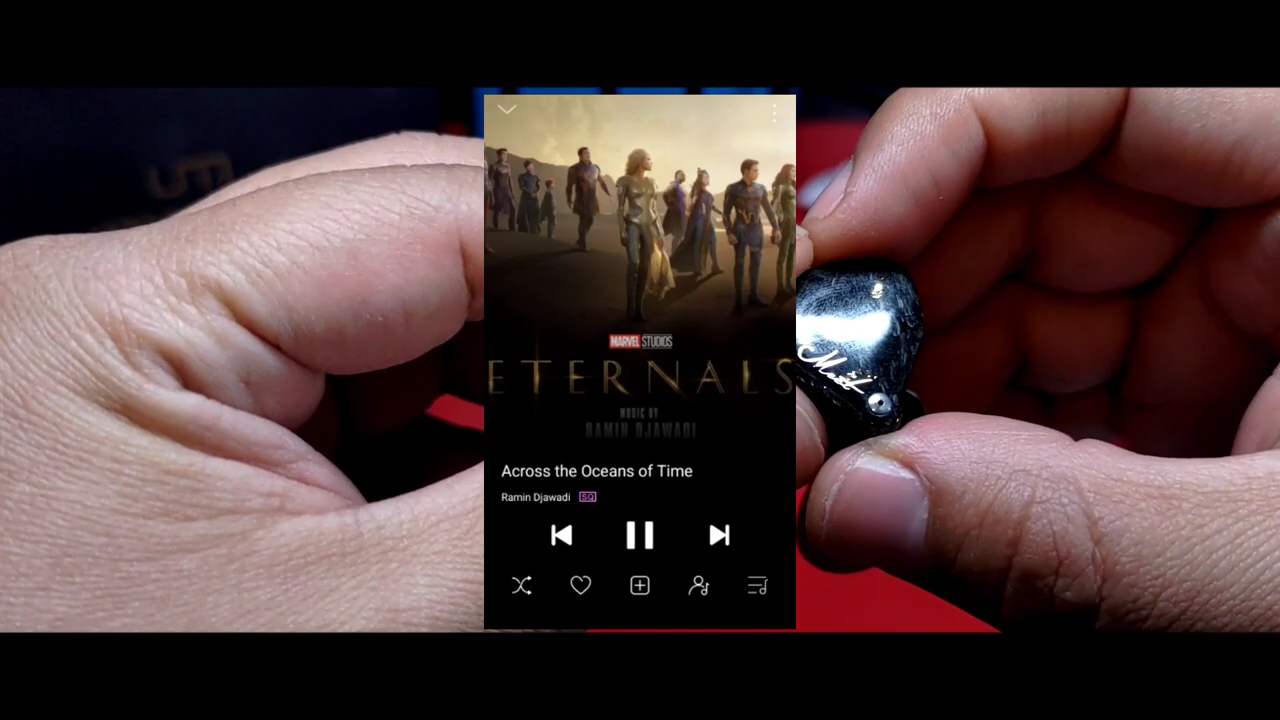 MARVEL STUDIOS
ETERNALS
MUSIC BY
RAMIN DJAWADI
Across the Oceans of Time
Ramin Djawadi SQ